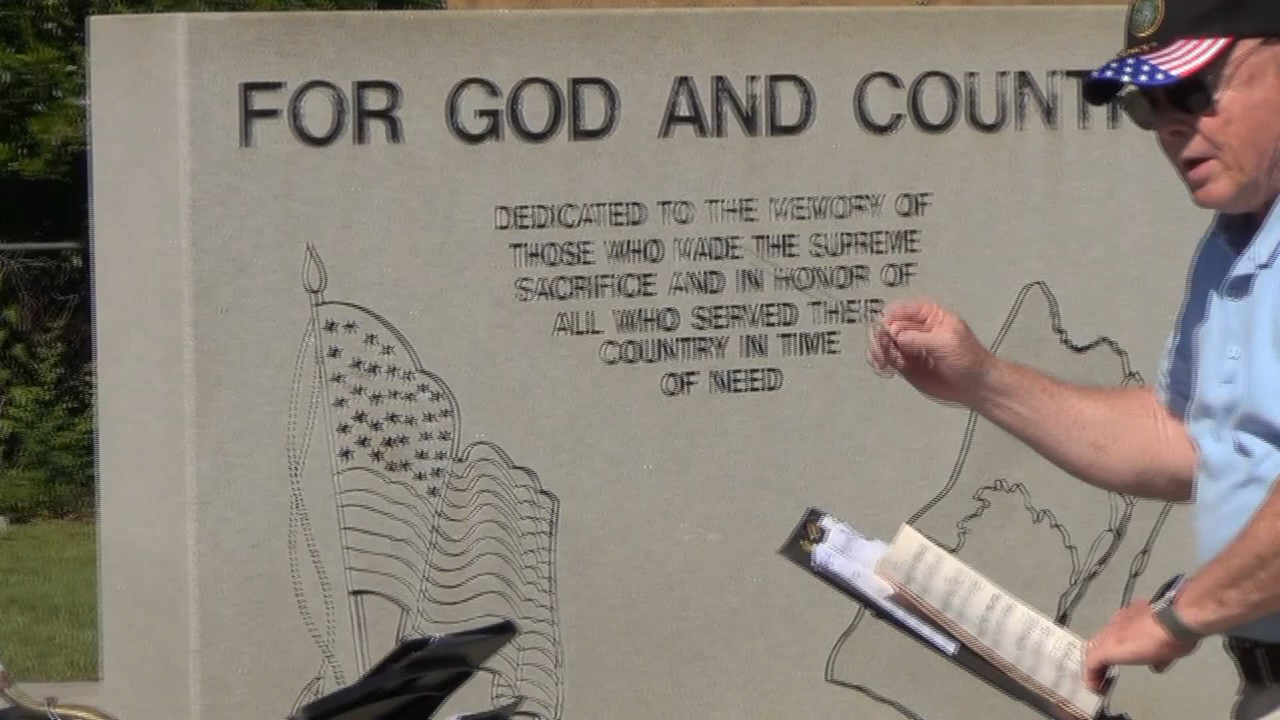 FOR GOD AND COUNT
DEDICATED TO THE MEMORY OF
THOSE WHO MADE THE SUPREME
SACRIFICE AND IN HONOR OF
ALL WHO SERVED THEIR
COUNTRY IN TIME
OF NEED